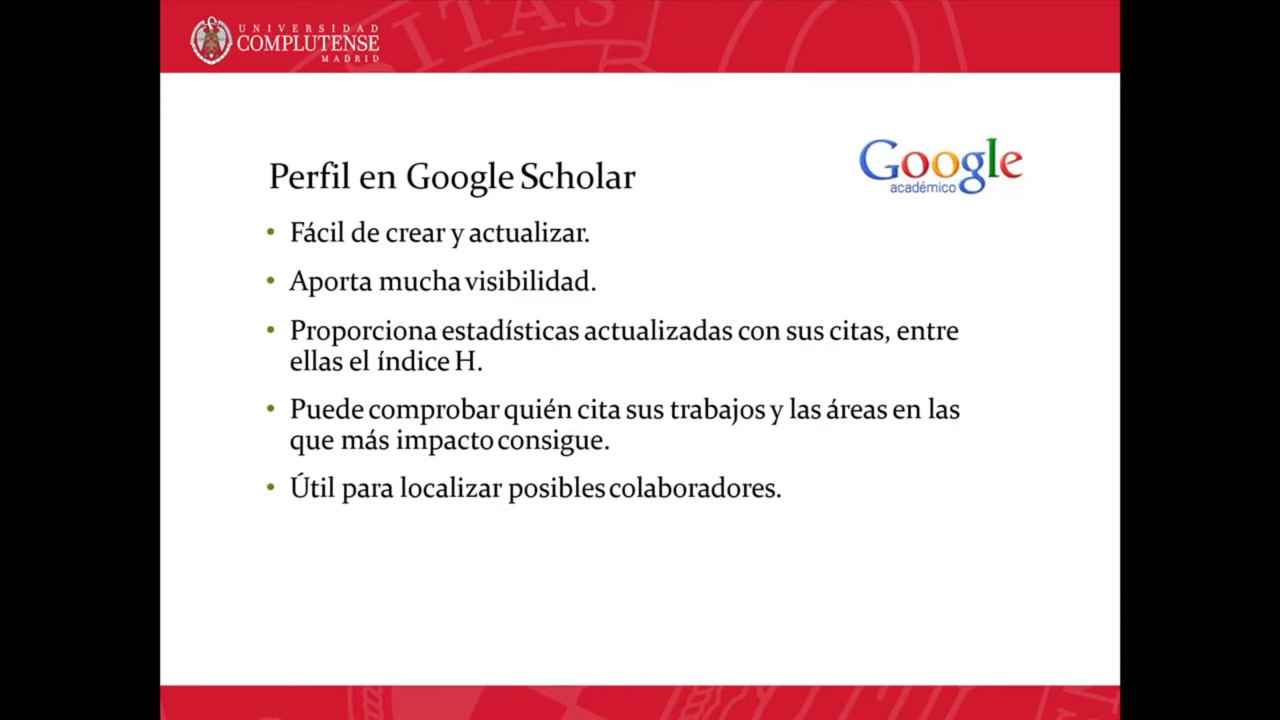 UNIVERSIDAD
COMPLUTENSE
MADRID
ITAS
Google
académico
Perfil en Google Scholar
• Fácil de crear y actualizar.
• Aporta mucha visibilidad.
• Proporciona estadísticas actualizadas con sus citas, entre
ellas el índice H.
• Puede comprobar quién cita sus trabajos y las áreas en las
que más impacto consigue.
• Útil para localizar posibles colaboradores.